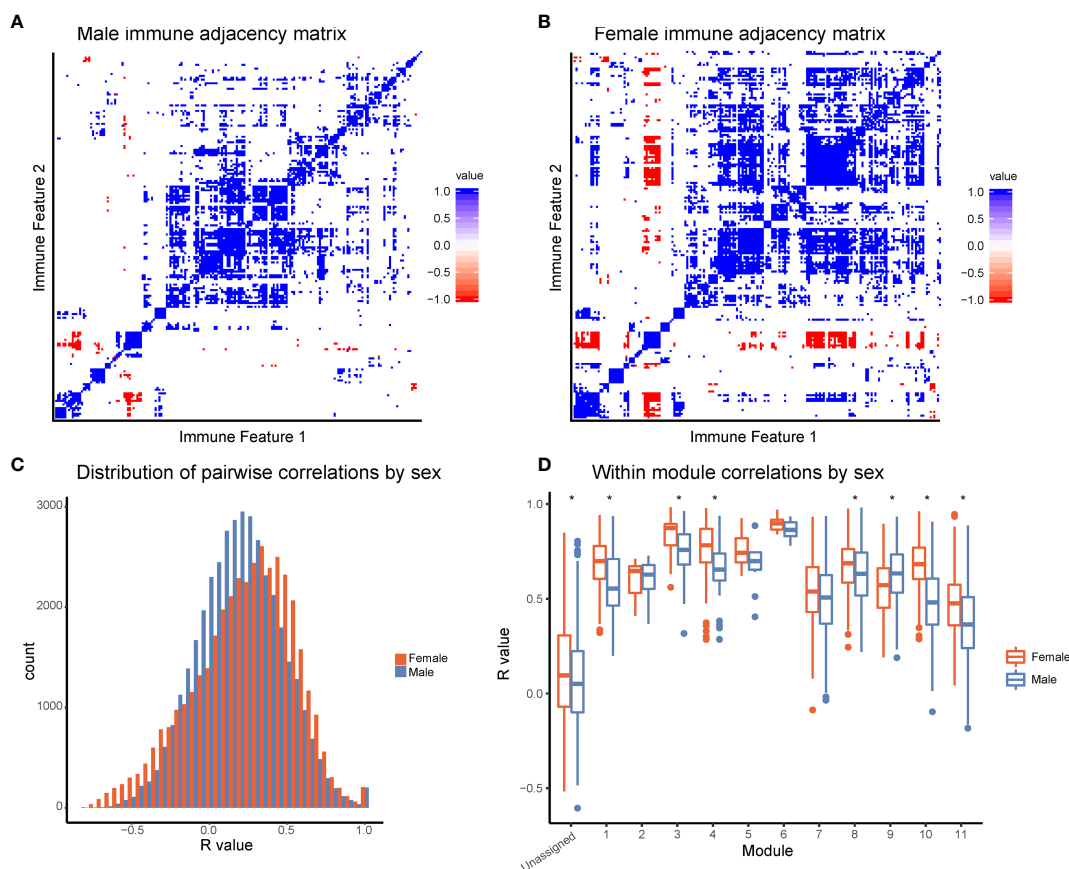 A
Male immune adjacency matrix
Immune Feature 2
Immune Feature 1
value
1.0
0.5
0.0
−0.5
−1.0
B
Female immune adjacency matrix
Immune Feature 2
Immune Feature 1
value
1.0
0.5
0.0
−0.5
−1.0
C
Distribution of pairwise correlations by sex
count
3000
2000
1000
0
−0.5 0.0 0.5 1.0
R value
Female
Male
D
Within module correlations by sex
R value
1.0
0.5
0.0
−0.5
* * * * * * * *
Unassigned 1 2 3 4 5 6 7 8 9 10 11
Module
Female
Male